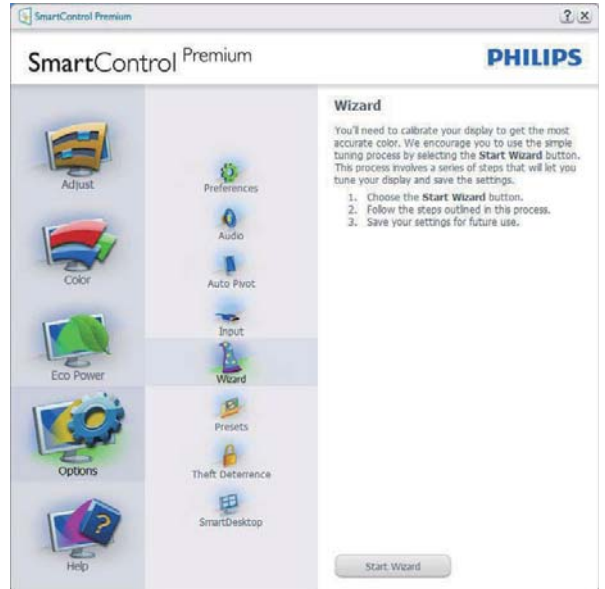 SmartControl Premium
SmartControl Premium
PHILIPS
Adjust
Color
Eco Power
Options
Help
Preferences
Audio
Auto Pivot
Input
Wizard
Presets
Theft Deterrence
SmartDesktop
Wizard
You'll need to calibrate your display to get the most
accurate color. We encourage you to use the simple
tuning process by selecting the Start Wizard button.
This process involves a series of steps that will let you
tune your display and save the settings.
1. Choose the Start Wizard button.
2. Follow the steps outlined in this process.
3. Save your settings for future use.
Start Wizard